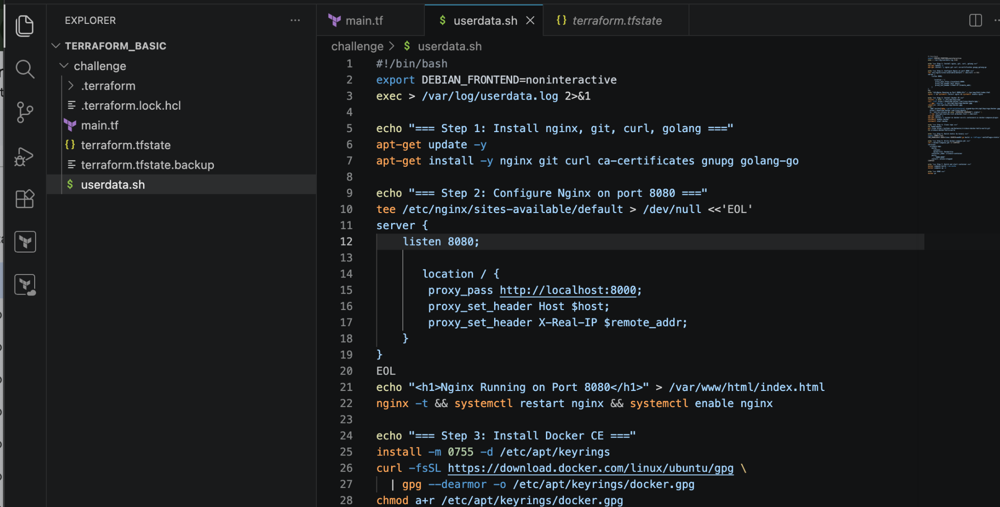 EXPLORER
TERRAFORM_BASIC
challenge
.terraform
.terraform.lock.hcl
main.tf
terraform.tfstate
terraform.tfstate.backup
userdata.sh
main.tf
userdata.sh
terraform.tfstate
challenge > $ userdata.sh
1 #!/bin/bash
2 export DEBIAN_FRONTEND=noninteractive
3 exec > /var/log/userdata.log 2>&1
4
5 echo "=== Step 1: Install nginx, git, curl, golang ==="
6 apt-get update -y
7 apt-get install -y nginx git curl ca-certificates gnupg golang-go
8
9 echo "=== Step 2: Configure Nginx on port 8080 ==="
10 tee /etc/nginx/sites-available/default > /dev/null <<'EOL'
11 server {
12     listen 8080;
13
14        location / {
15         proxy_pass http://localhost:8000;
16         proxy_set_header Host $host;
17         proxy_set_header X-Real-IP $remote_addr;
18     }
19 }
20 EOL
21 echo "<h1>Nginx Running on Port 8080</h1>" > /var/www/html/index.html
22 nginx -t && systemctl restart nginx && systemctl enable nginx
23
24 echo "=== Step 3: Install Docker CE ==="
25 install -m 0755 -d /etc/apt/keyrings
26 curl -fsSL https://download.docker.com/linux/ubuntu/gpg \
27   | gpg --dearmor -o /etc/apt/keyrings/docker.gpg
28 chmod a+r /etc/apt/keyrings/docker.gpg